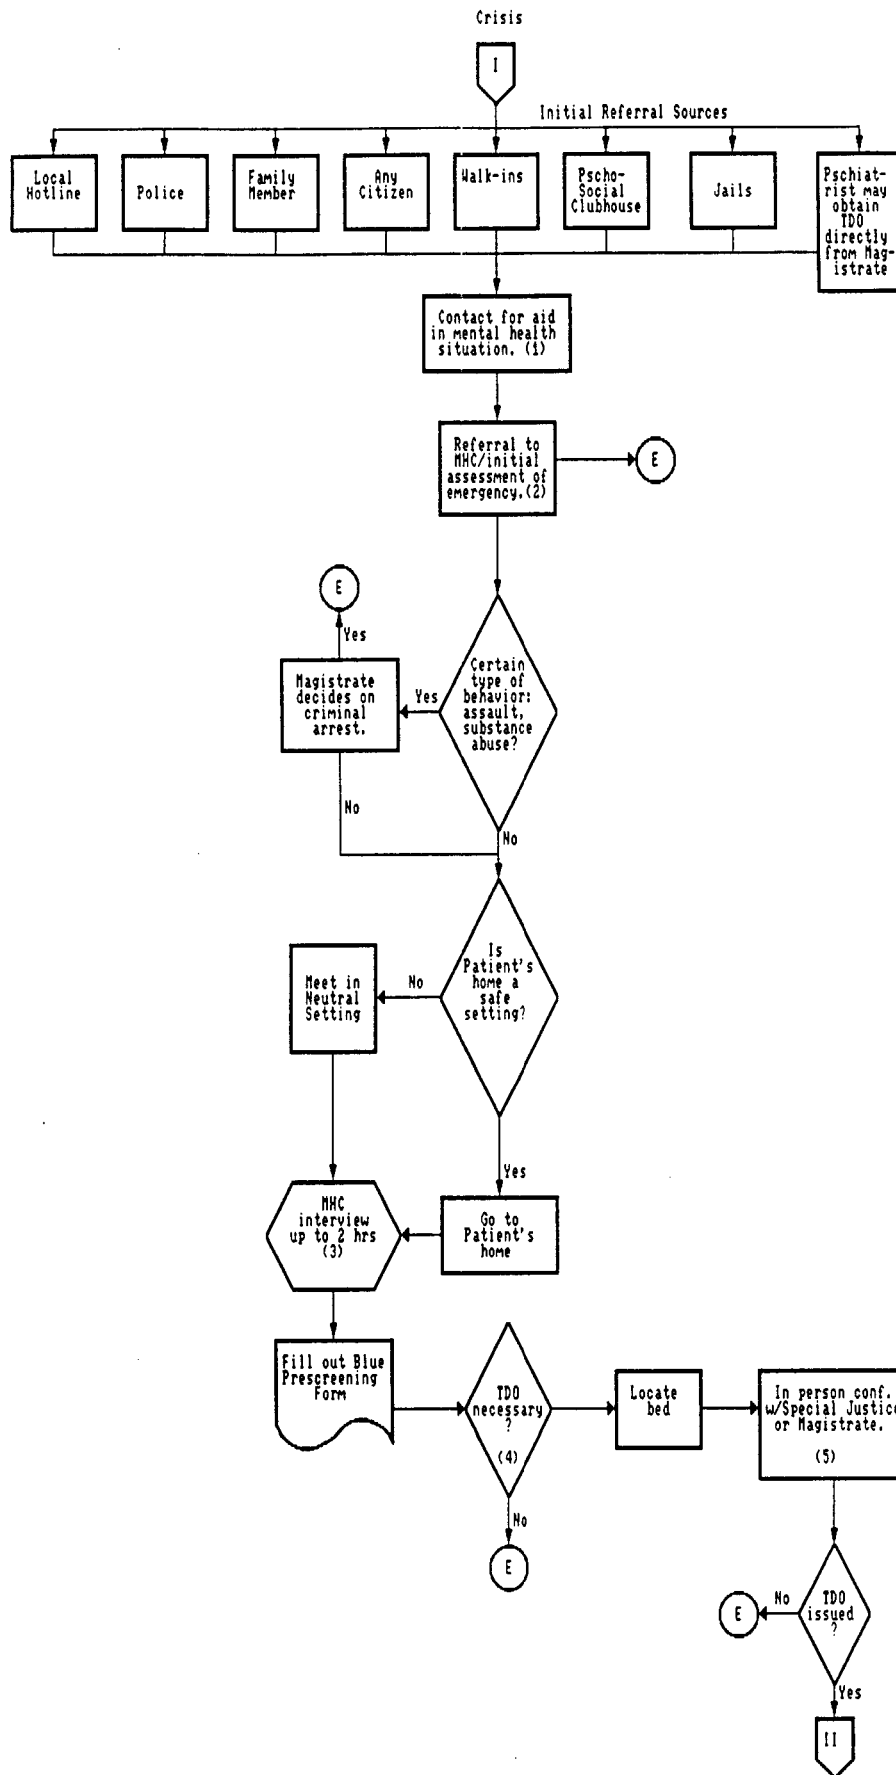 Crisis
I
Initial Referral Sources
Local
Hotline
Police
Family
Member
Any
Citizen
Walk-ins
Pscho-
Social
Clubhouse
Jails
Pschiat-
rist may
obtain
TDO
directly
from Mag-
istrate
Contact for aid
in mental health
situation. (1)
Referral to
MHC/initial
assessment of
emergency.(2)
E
E
Yes
Magistrate
decides on
criminal
arrest.
Yes
Certain
type of
behavior:
assault,
substance
abuse?
No
No
Is
Patient's
home a
safe
setting?
No
Meet in
Neutral
Setting
Yes
MHC
interview
up to 2 hrs
(3)
Go to
Patient's
home
Fill out Blue
Prescreening
Form
TDO
necessary
?
(4)
Locate
bed
In person conf.
w/Special Justice
or Magistrate.
(5)
No
E
TDO
issued
?
No
E
Yes
II